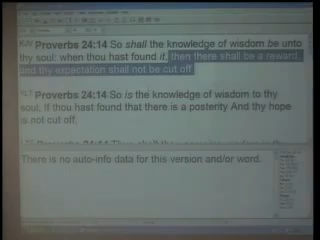 KJV Proverbs 24:14 So shall the knowledge of wisdom be unto
thy soul: when thou hast found it, then there shall be a reward,
and thy expectation shall not be cut off.
YLT Proverbs 24:14 So is the knowledge of wisdom to thy
soul, If thou hast found that there is a posterity And thy hope
is not cut off.
There is no auto-info data for this version and/or word.